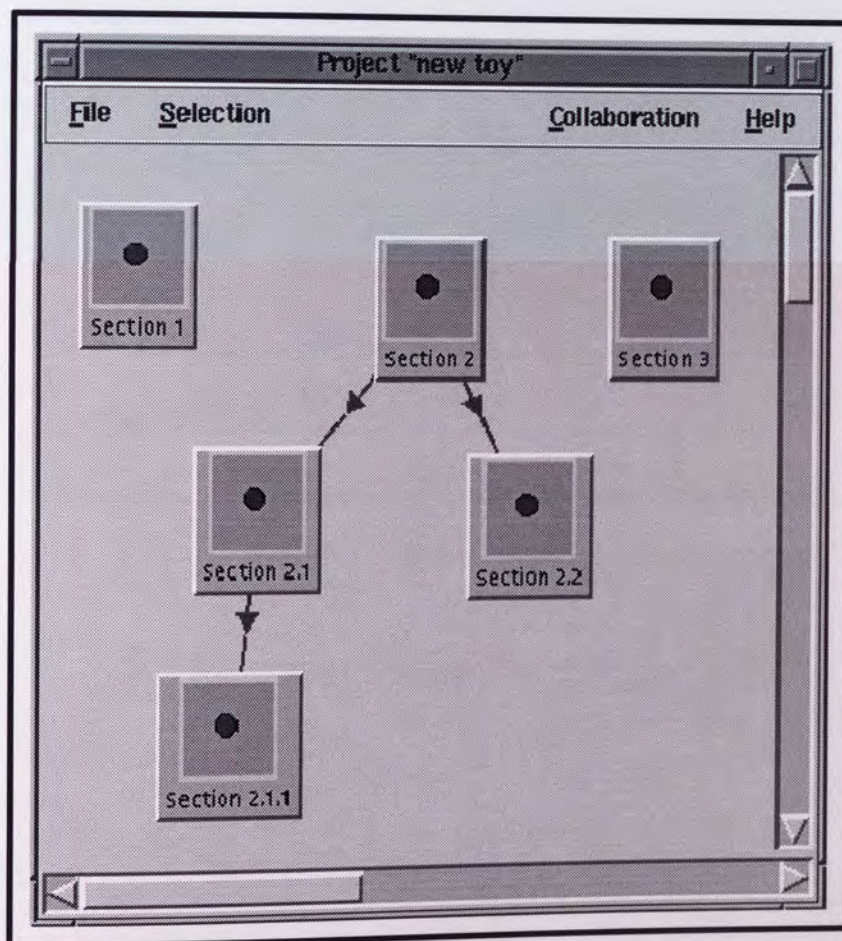 Project "new toy"
File Selection Collaboration Help
Section 1
Section 2
Section 3
Section 2.1
Section 2.2
Section 2.1.1